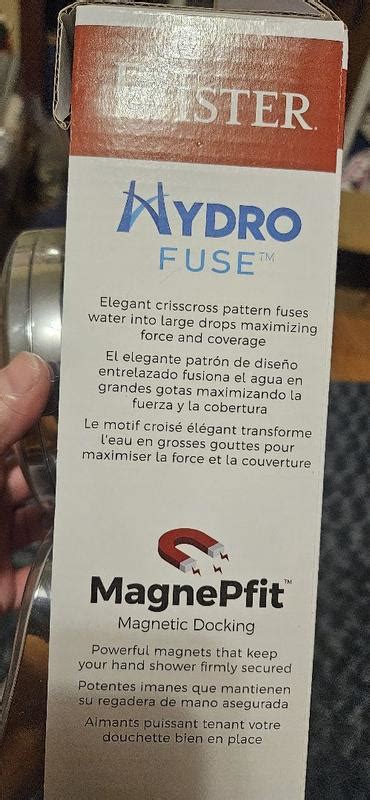 HYDRO
FUSE™
Elegant crisscross pattern fuses
water into large drops maximizing
force and coverage
El elegante patrón de diseño
entrelazado fusiona el agua en
grandes gotas maximizando la
fuerza y la cobertura
Le motif croisé élégant transforme
l'eau en grosses gouttes pour
maximiser la force et la couverture
MagnePfit™
Magnetic Docking
Powerful magnets that keep
your hand shower firmly secured
Potentes imanes que mantienen
su regadera de mano asegurada
Aimants puissant tenant votre
douchette bien en place